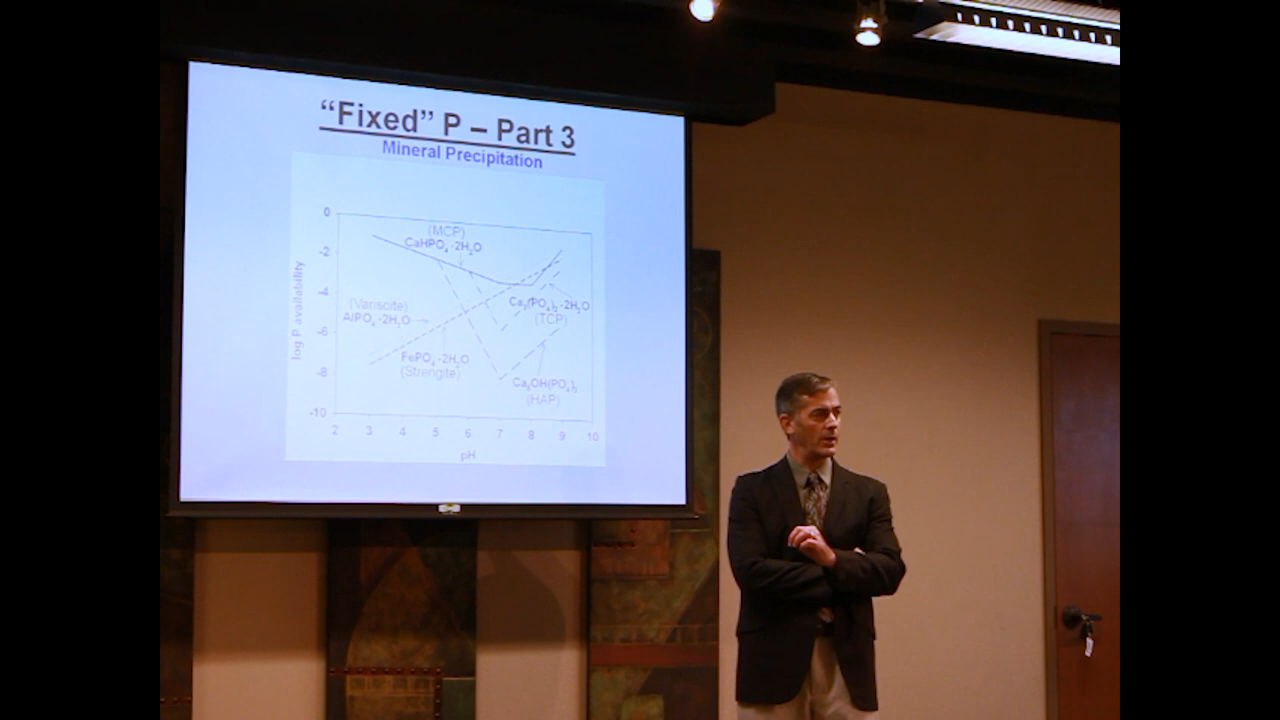 “Fixed” P – Part 3
Mineral Precipitation
0
-2
-4
-6
-8
-10
log P availability
(MCP)
CaHPO₄·2H₂O
(Variscite)
AlPO₄·2H₂O
FePO₄·2H₂O
(Strengite)
Ca₃(PO₄)₂·2H₂O
(TCP)
Ca₅OH(PO₄)₃
(HAP)
2 3 4 5 6 7 8 9 10
pH